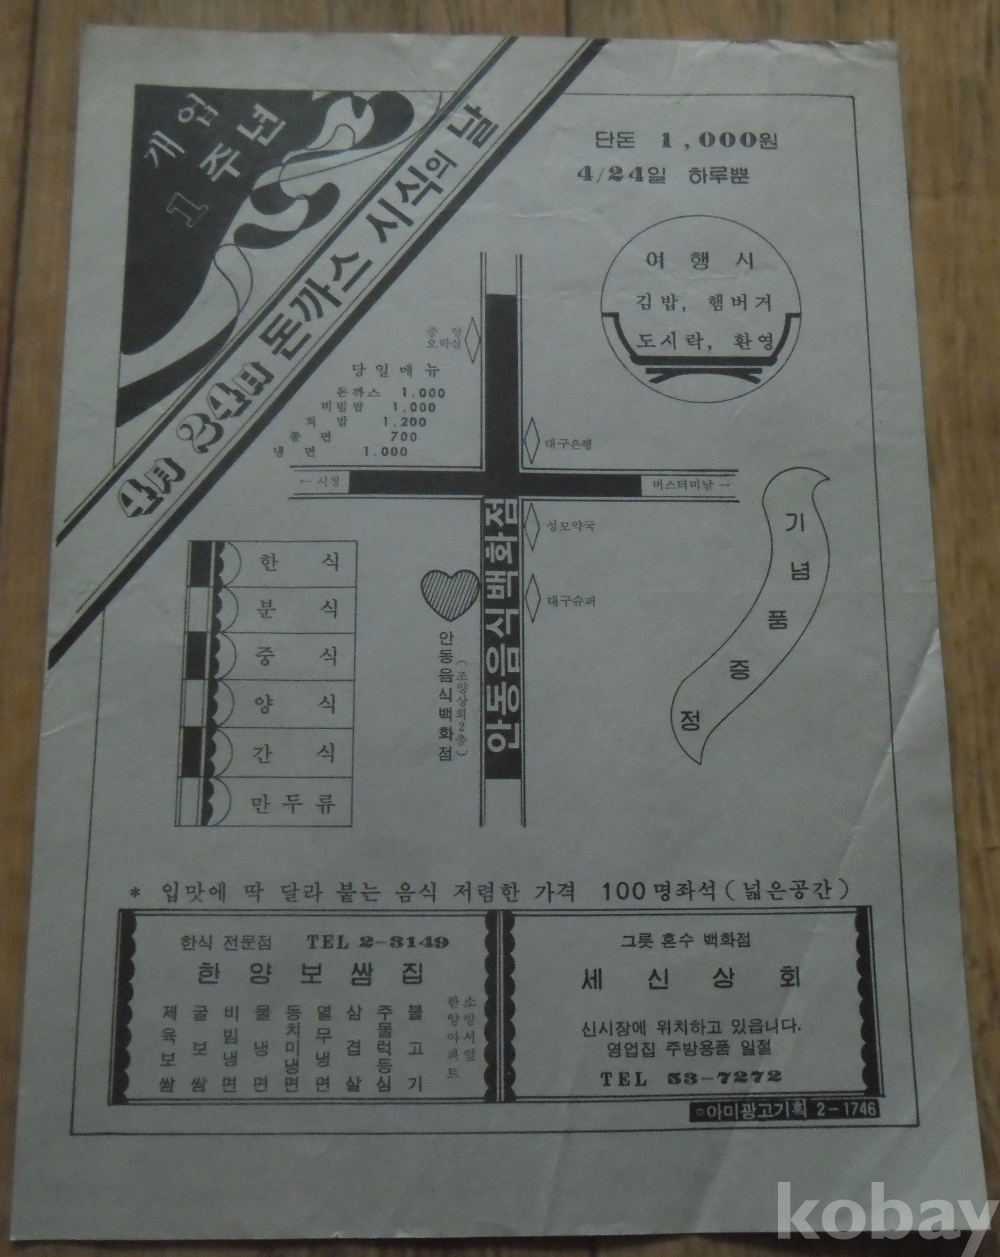 개업
1주년
4月 24日 돈까스 시식의 날
단돈 1,000원
4/24일 하루뿐
여행시
김밥, 햄버거
도시락, 환영
중앙
오락실
당일메뉴
돈까스 1.000
비빔밥 1,000
회밥 1,200
쫄면 700
냉면 1.000
대구은행
← 시청
버스터미날 →
성모약국
대구슈퍼
안동음식백화점
안동음식백화점
(조양상회2층)
기념품증정
한식
분식
중식
양식
간식
만두류
* 입맛에 딱 달라 붙는 음식 저렴한 가격 100명좌석(넓은공간)
한식 전문점 TEL 2-3149
한양보쌈집
제육보쌈
굴보쌈
비빔냉면
물냉면
동치미냉면
열무냉면
삼겹살
주물럭등심
불고기
소방서앞
한양아파트
그릇 혼수 백화점
세신상회
신시장에 위치하고 있읍니다.
영업집 주방용품 일절
TEL 53-7272
○아미광고기획 2-1746
kobay